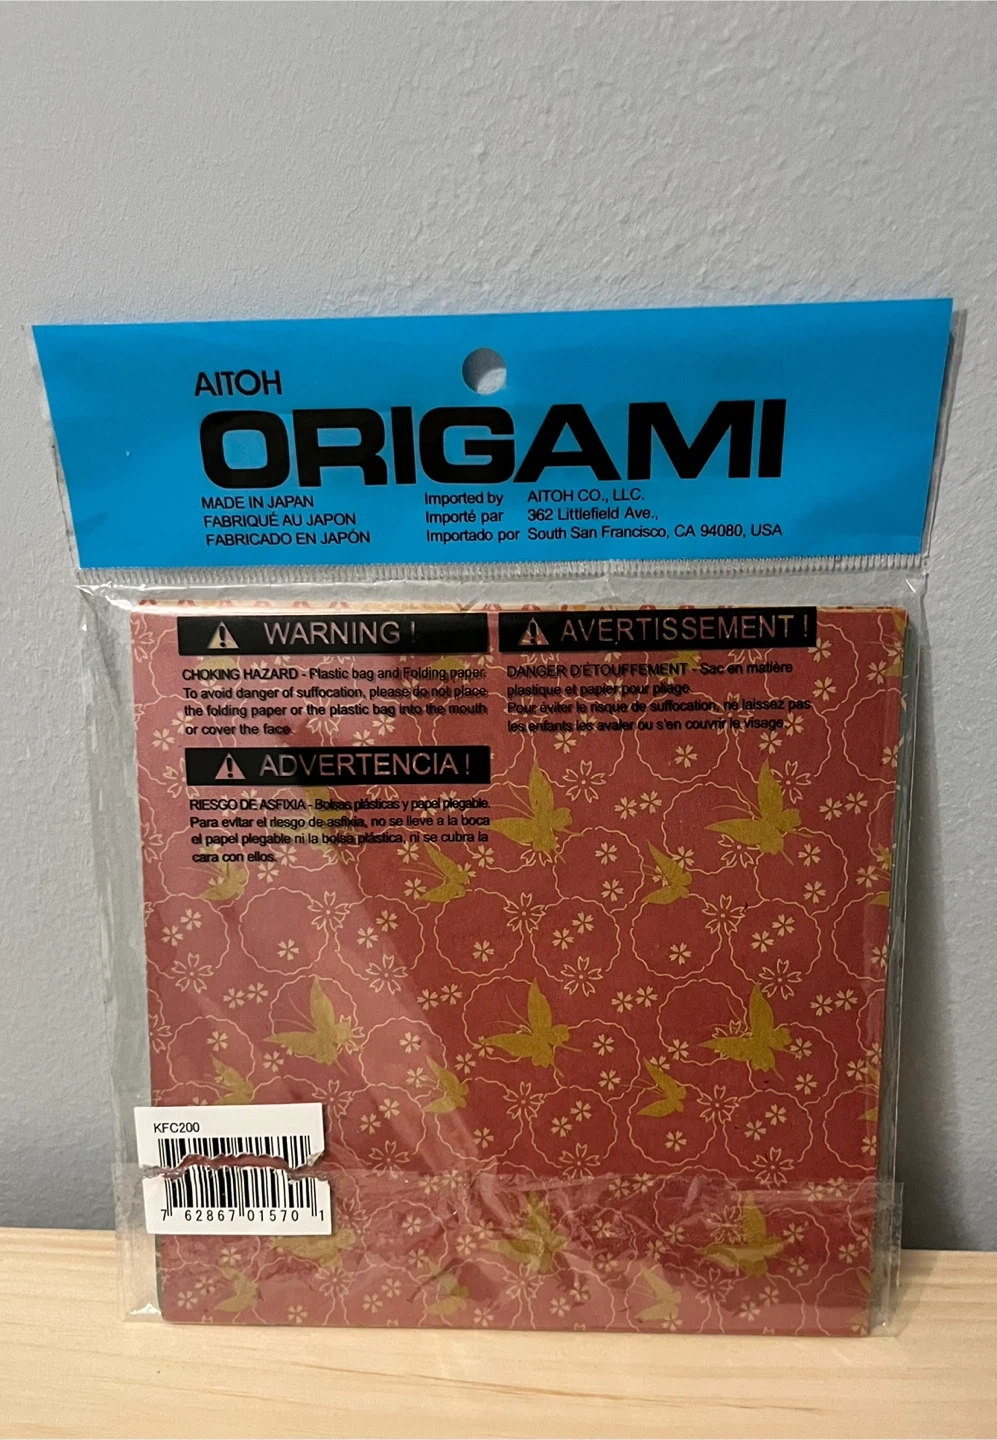 AITOH
ORIGAMI
MADE IN JAPAN
FABRIQUÉ AU JAPON
FABRICADO EN JAPÓN
Imported by AITOH CO., LLC.
Importé par 362 Littlefield Ave.,
Importado por South San Francisco, CA 94080, USA
WARNING !
CHOKING HAZARD - Plastic bag and Folding paper.
To avoid danger of suffocation, please do not place
the folding paper or the plastic bag into the mouth
or cover the face.
AVERTISSEMENT !
DANGER D'ÉTOUFFEMENT - Sac en matière
plastique et papier pour pliage.
Pour éviter le risque de suffocation, ne laissez pas
les enfants les avaler ou s'en couvrir le visage.
ADVERTENCIA !
RIESGO DE ASFIXIA - Bolsas plásticas y papel plegable.
Para evitar el riesgo de asfixia, no se lleve a la boca
el papel plegable ni la bolsa plástica, ni se cubra la
cara con ellos.
KFC200
7 62867 01570 1